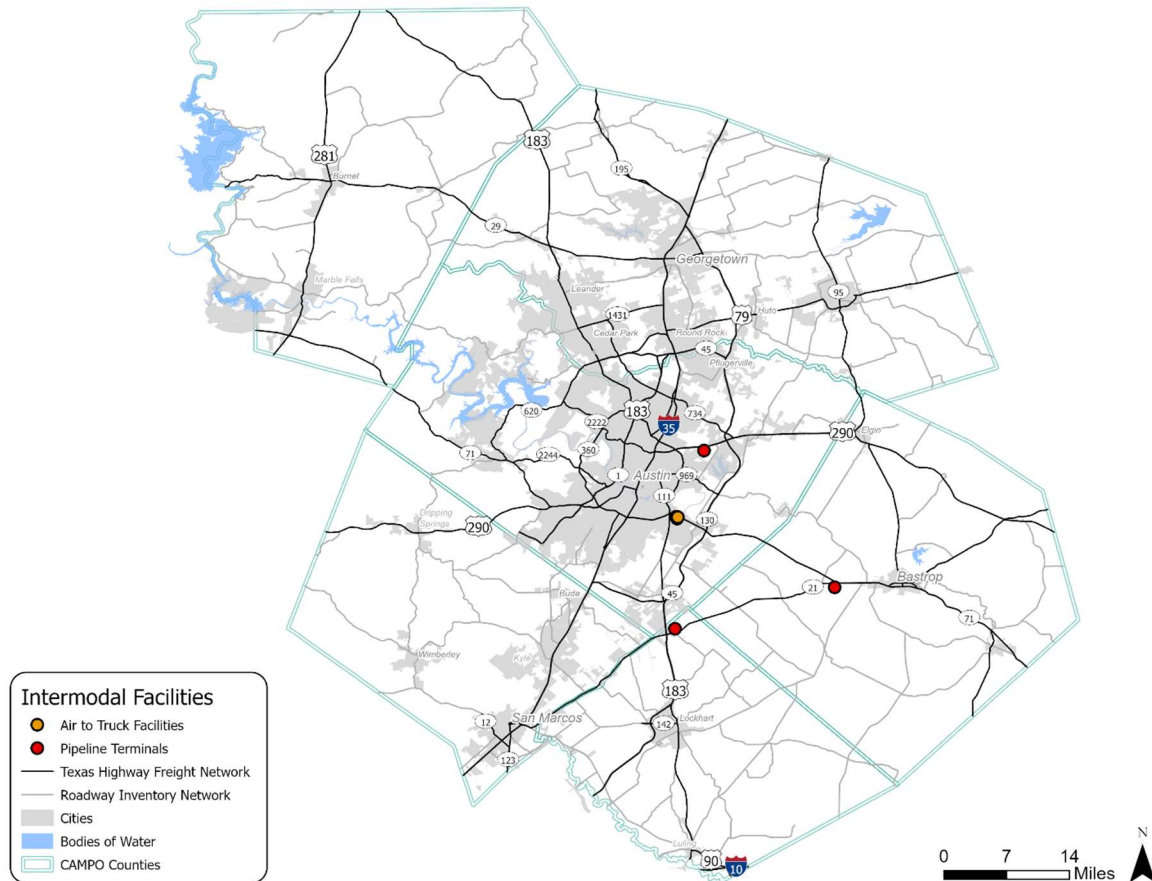 183
281
195
Burnet
29
Georgetown
95
Marble Falls
Leander
1431
79
Hutto
Cedar Park
Round Rock
45
Pflugerville
620
183
734
2222
35
290
Elgin
71
2244
360
1
Austin
969
111
Dripping
Springs
290
130
Bastrop
21
45
Buda
71
Wimberley
Kyle
183
12
San Marcos
142
Lockhart
123
Luling
90
10
Intermodal Facilities
Air to Truck Facilities
Pipeline Terminals
Texas Highway Freight Network
Roadway Inventory Network
Cities
Bodies of Water
CAMPO Counties
0 7 14
Miles
N